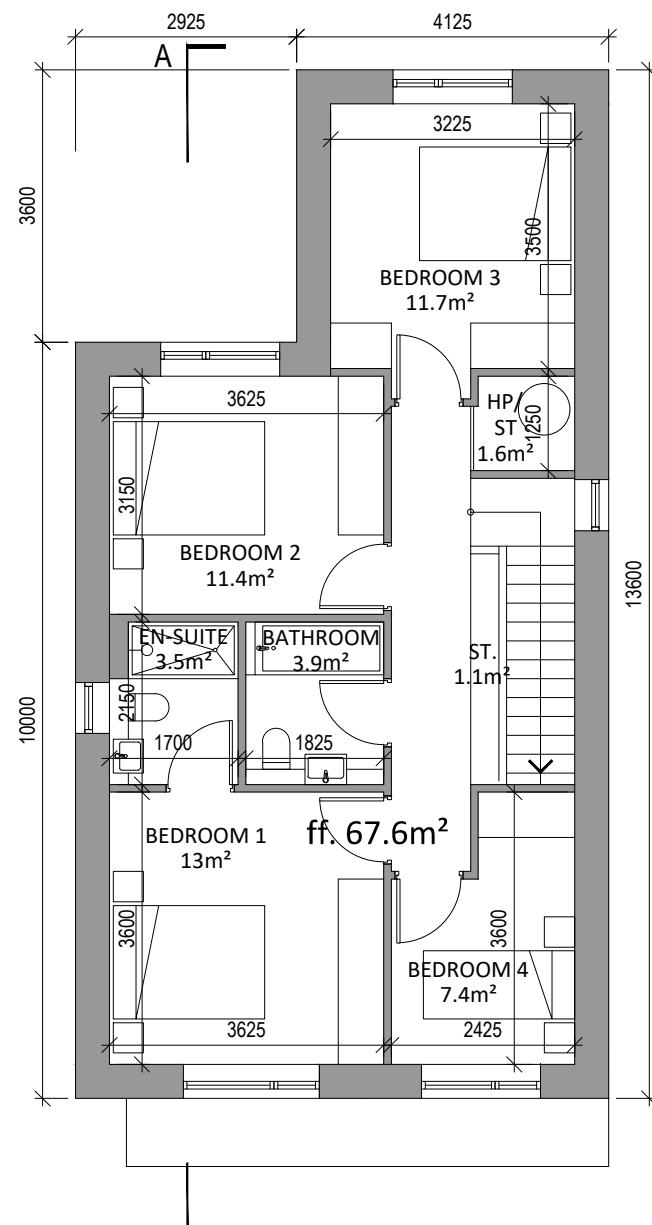 2925
4125
A
3225
3600
3500
BEDROOM 3
11.7m²
HP/
ST
1.6m²
1250
3625
3150
BEDROOM 2
11.4m²
13600
EN-SUITE
3.5m²
BATHROOM
3.9m²
ST.
1.1m²
10000
2150
1700
1825
BEDROOM 1
13m²
ff. 67.6m²
3600
3600
BEDROOM 4
7.4m²
3625
2425